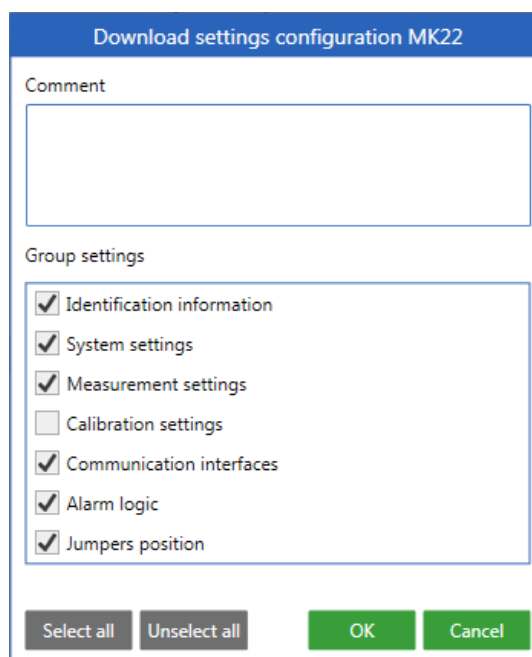 Download settings configuration MK22
Comment
Group settings
Identification information
System settings
Measurement settings
Calibration settings
Communication interfaces
Alarm logic
Jumpers position
Select all Unselect all OK Cancel